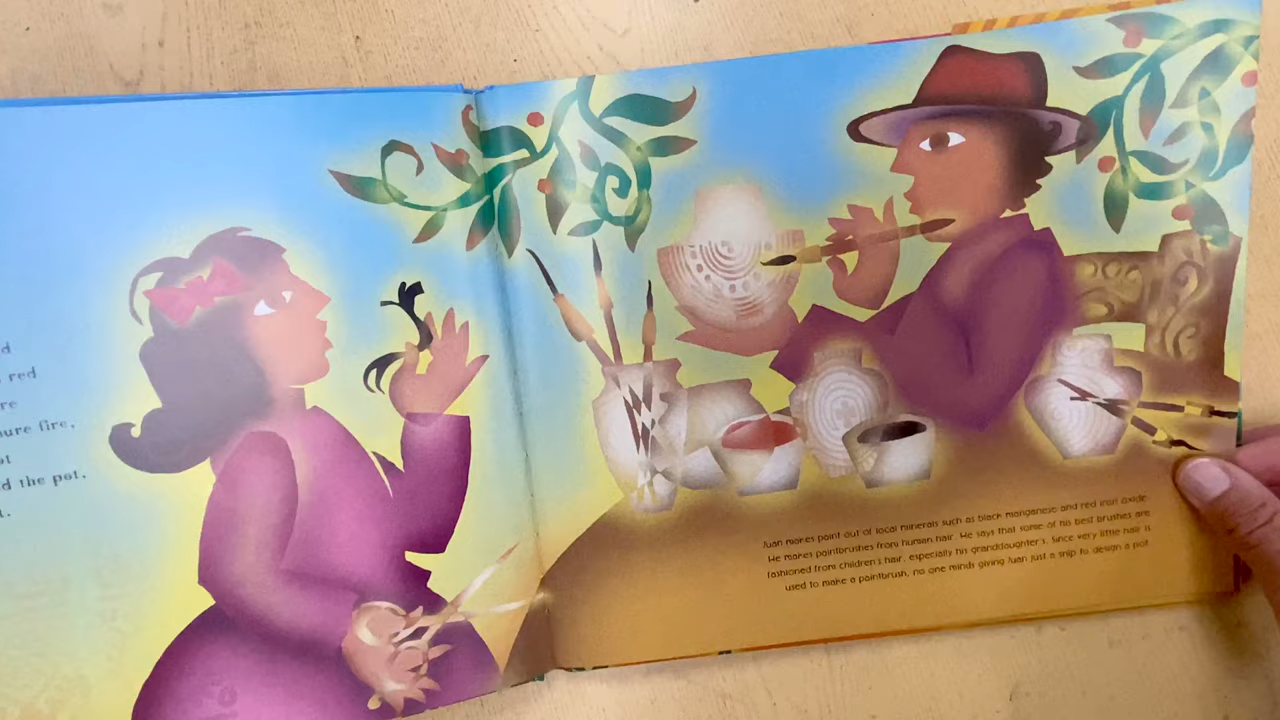 d
red
re
ure fire,
ot
d the pot.
t.
Juan makes paint out of local minerals such as black manganese and red iron oxide.
He makes paintbrushes from human hair. He says that some of his best brushes are
fashioned from children's hair, especially his granddaughter's. Since very little hair is
used to make a paintbrush, no one minds giving Juan just a snip to design a pot.